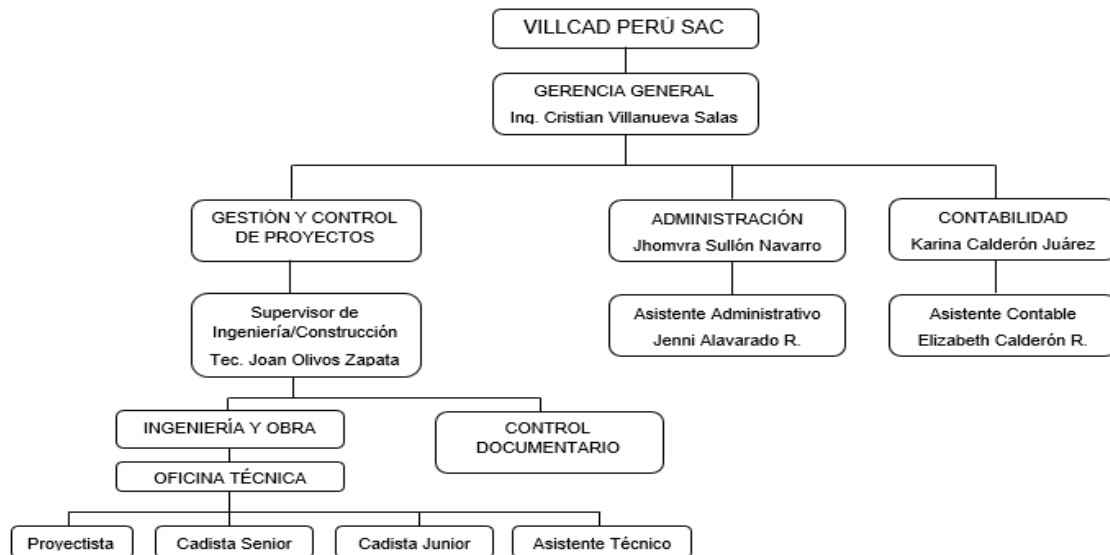 VILLCAD PERÚ SAC
GERENCIA GENERAL
Ing. Cristian Villanueva Salas
GESTIÓN Y CONTROL
DE PROYECTOS
ADMINISTRACIÓN
Jhomvra Sullón Navarro
CONTABILIDAD
Karina Calderón Juárez
Supervisor de
Ingeniería/Construcción
Tec. Joan Olivos Zapata
Asistente Administrativo
Jenni Alavarado R.
Asistente Contable
Elizabeth Calderón R.
INGENIERÍA Y OBRA
CONTROL
DOCUMENTARIO
OFICINA TÉCNICA
Proyectista
Cadista Senior
Cadista Junior
Asistente Técnico